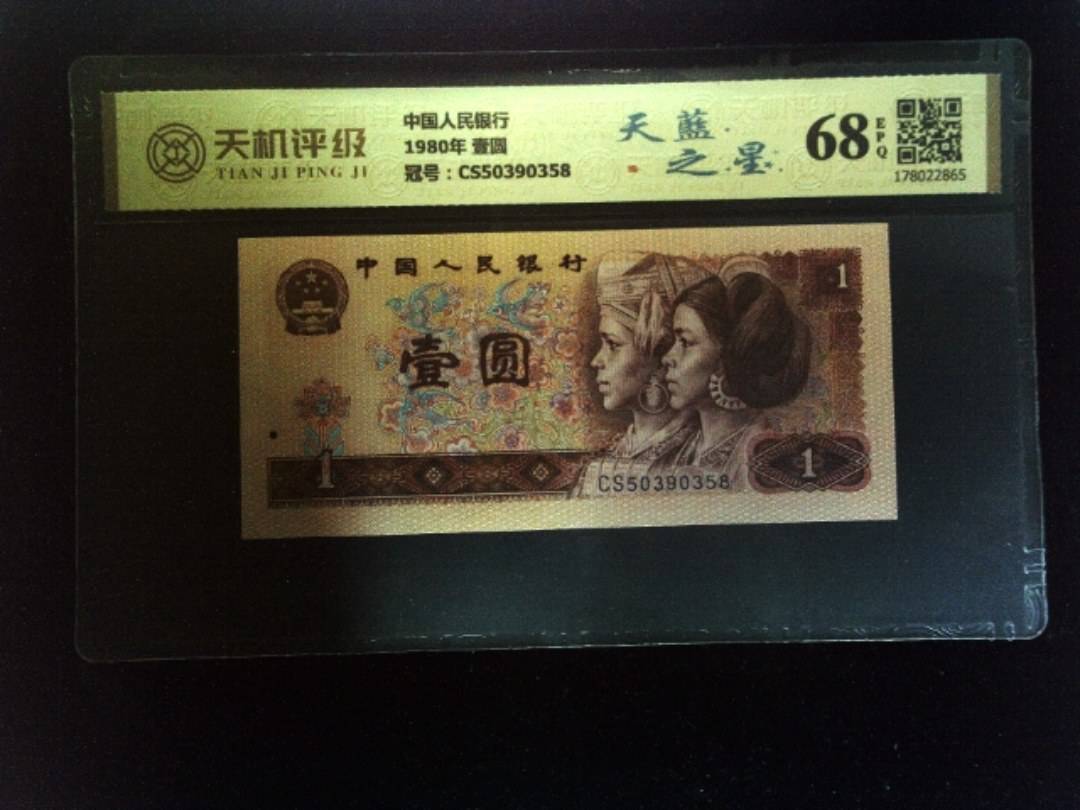 天机评级
TIAN JI PING JI
中国人民银行
1980年 壹圆
冠号：CS50390358
天藍
之星
68
EPQ
178022865
中国人民银行
1
壹圆
1
1
CS50390358